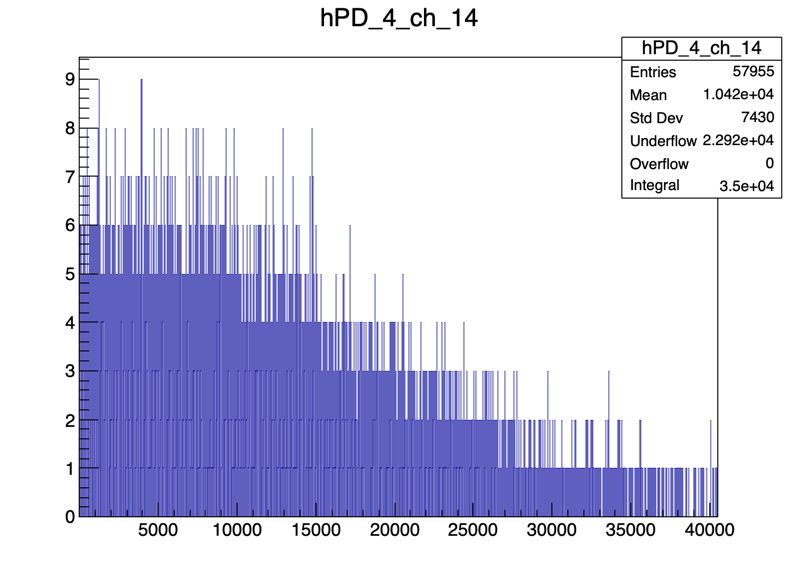 hPD_4_ch_14
hPD_4_ch_14
Entries 57955
Mean 1.042e+04
Std Dev 7430
Underflow 2.292e+04
Overflow 0
Integral 3.5e+04
9
8
7
6
5
4
3
2
1
0
5000 10000 15000 20000 25000 30000 35000 40000